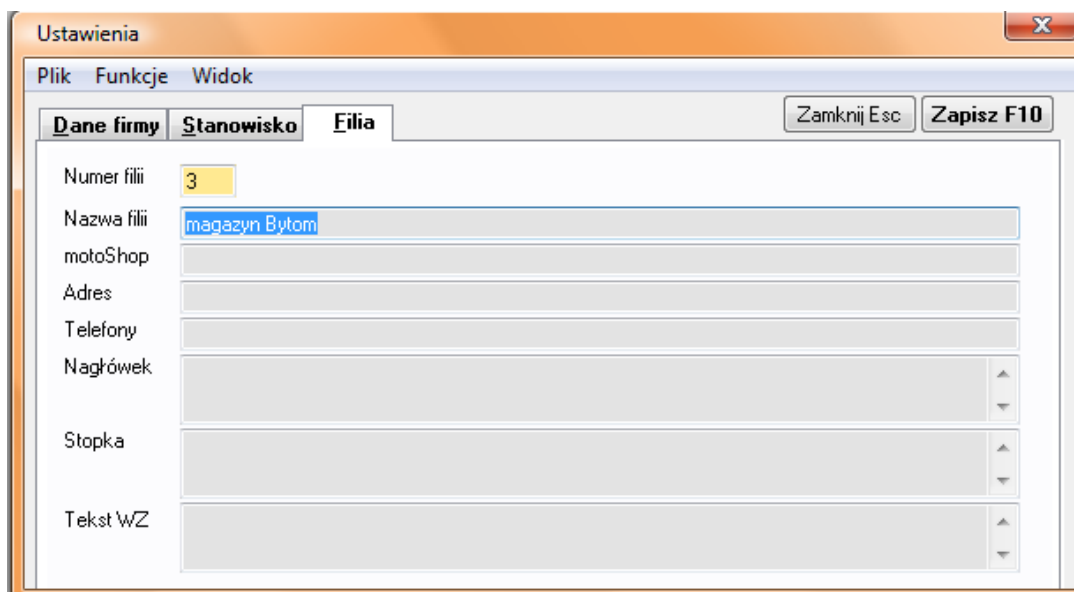 Ustawienia
Plik Funkcje Widok
Dane firmy Stanowisko Filia Zamknij Esc Zapisz F10
Numer filii 3
Nazwa filii magazyn Bytom
motoShop
Adres
Telefony
Nagłówek
Stopka
Tekst WZ